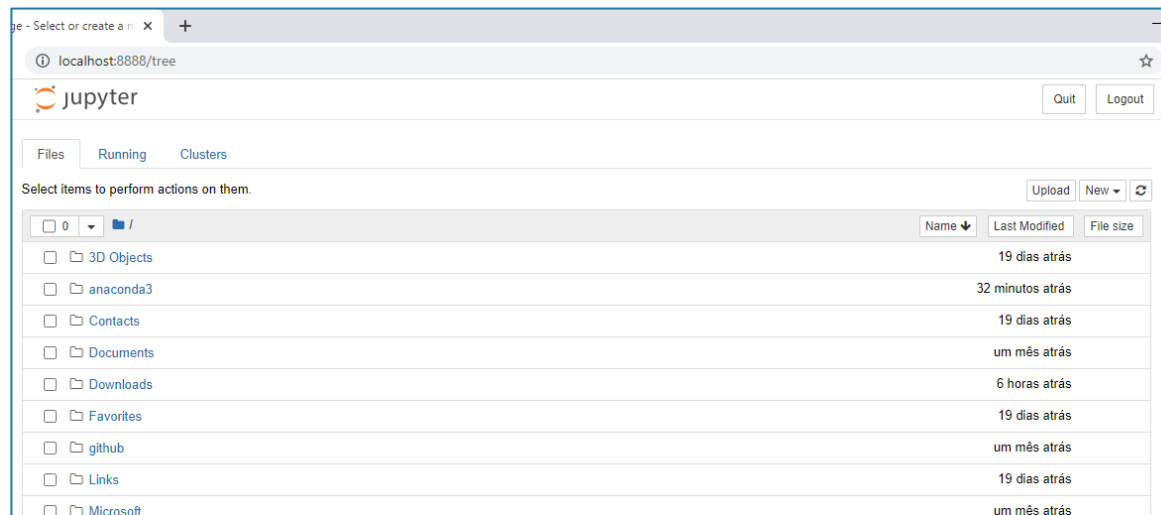 ge - Select or create a n
localhost:8888/tree
jupyter
Quit Logout
Files Running Clusters
Select items to perform actions on them.
Upload New
0 / Name Last Modified File size
3D Objects 19 dias atrás
anaconda3 32 minutos atrás
Contacts 19 dias atrás
Documents um mês atrás
Downloads 6 horas atrás
Favorites 19 dias atrás
github um mês atrás
Links 19 dias atrás
Microsoft um mês atrás